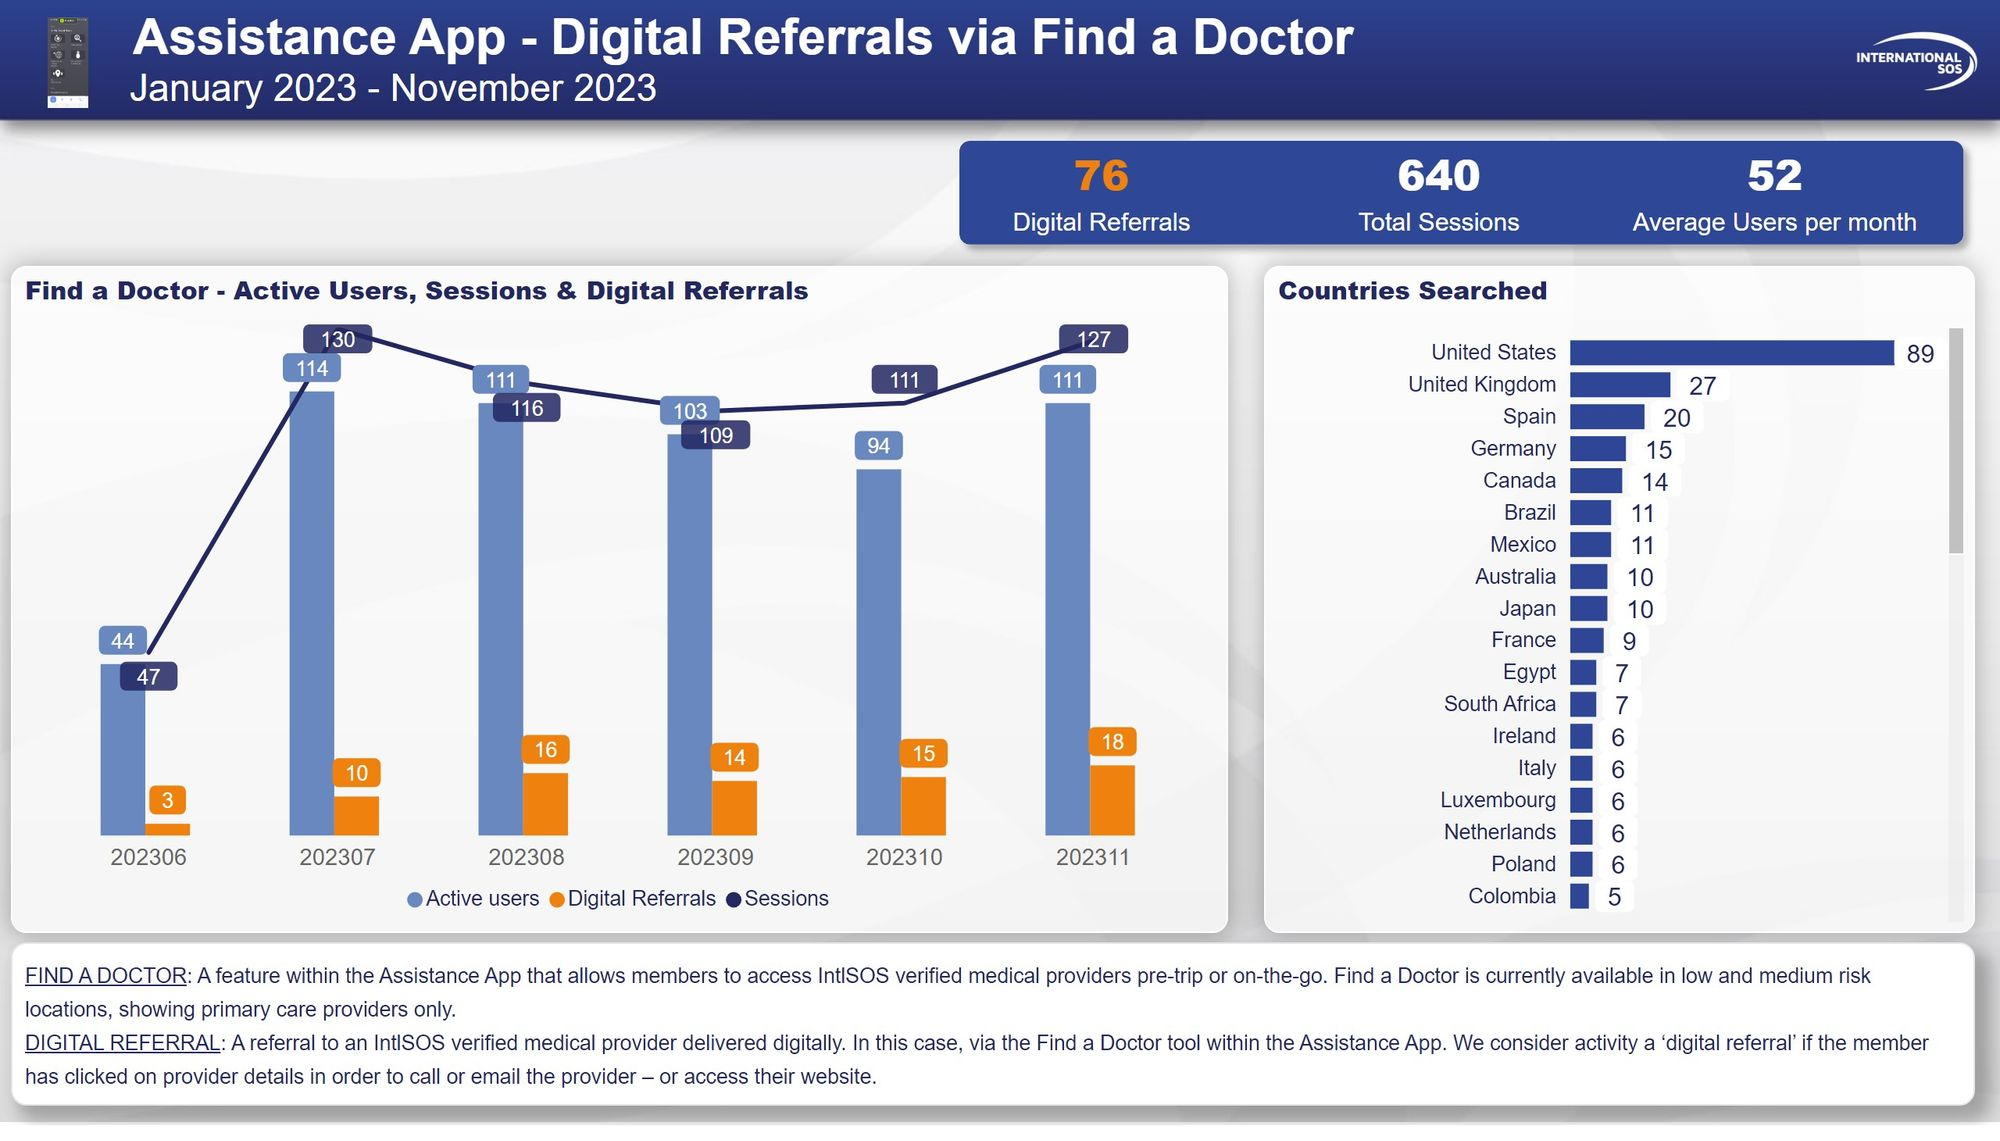 Assistance App - Digital Referrals via Find a Doctor
January 2023 - November 2023
INTERNATIONAL
SOS
76
Digital Referrals
640
Total Sessions
52
Average Users per month
Find a Doctor - Active Users, Sessions & Digital Referrals
130
127
114
111
111
111
116
103
109
94
44
47
18
16
14
15
10
3
202306
202307
202308
202309
202310
202311
Active users
Digital Referrals
Sessions
Countries Searched
United States 89
United Kingdom 27
Spain 20
Germany 15
Canada 14
Brazil 11
Mexico 11
Australia 10
Japan 10
France 9
Egypt 7
South Africa 7
Ireland 6
Italy 6
Luxembourg 6
Netherlands 6
Poland 6
Colombia 5
FIND A DOCTOR: A feature within the Assistance App that allows members to access IntlSOS verified medical providers pre-trip or on-the-go. Find a Doctor is currently available in low and medium risk
locations, showing primary care providers only.
DIGITAL REFERRAL: A referral to an IntlSOS verified medical provider delivered digitally. In this case, via the Find a Doctor tool within the Assistance App. We consider activity a ‘digital referral’ if the member
has clicked on provider details in order to call or email the provider – or access their website.